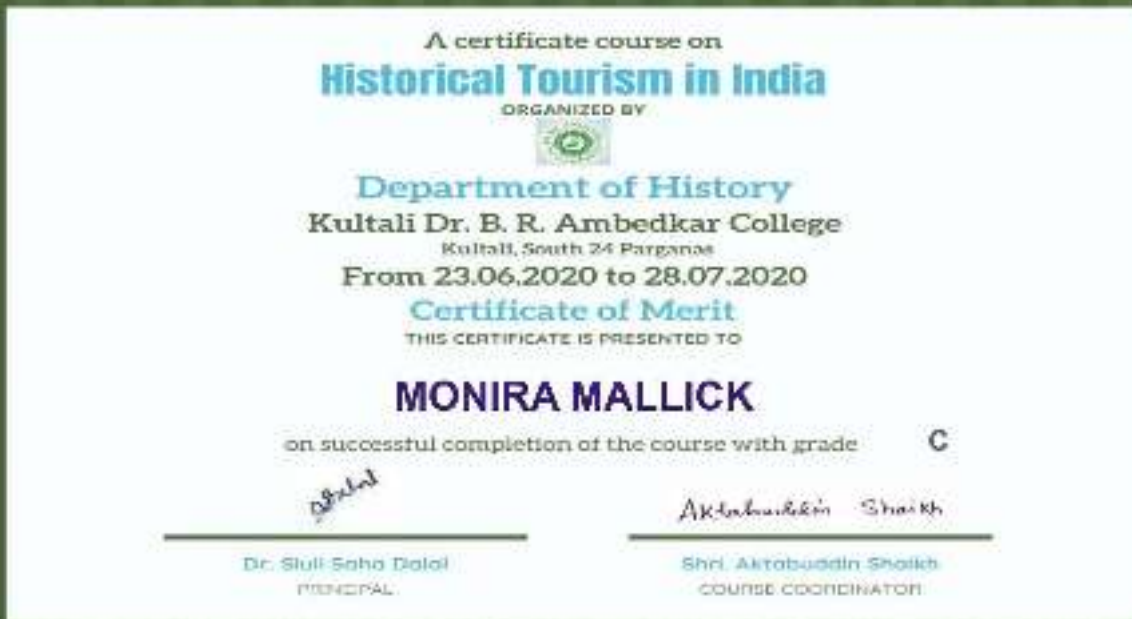 A certificate course on
Historical Tourism in India
ORGANIZED BY
Department of History
Kultali Dr. B. R. Ambedkar College
Kultali, South 24 Parganas
From 23.06.2020 to 28.07.2020
Certificate of Merit
THIS CERTIFICATE IS PRESENTED TO
MONIRA MALLICK
on successful completion of the course with grade C
Aktabuddin Shaikh
Dr. Siuli Saha Dalal
Shri. Aktabuddin Shaikh
PRINCIPAL
COURSE COORDINATOR